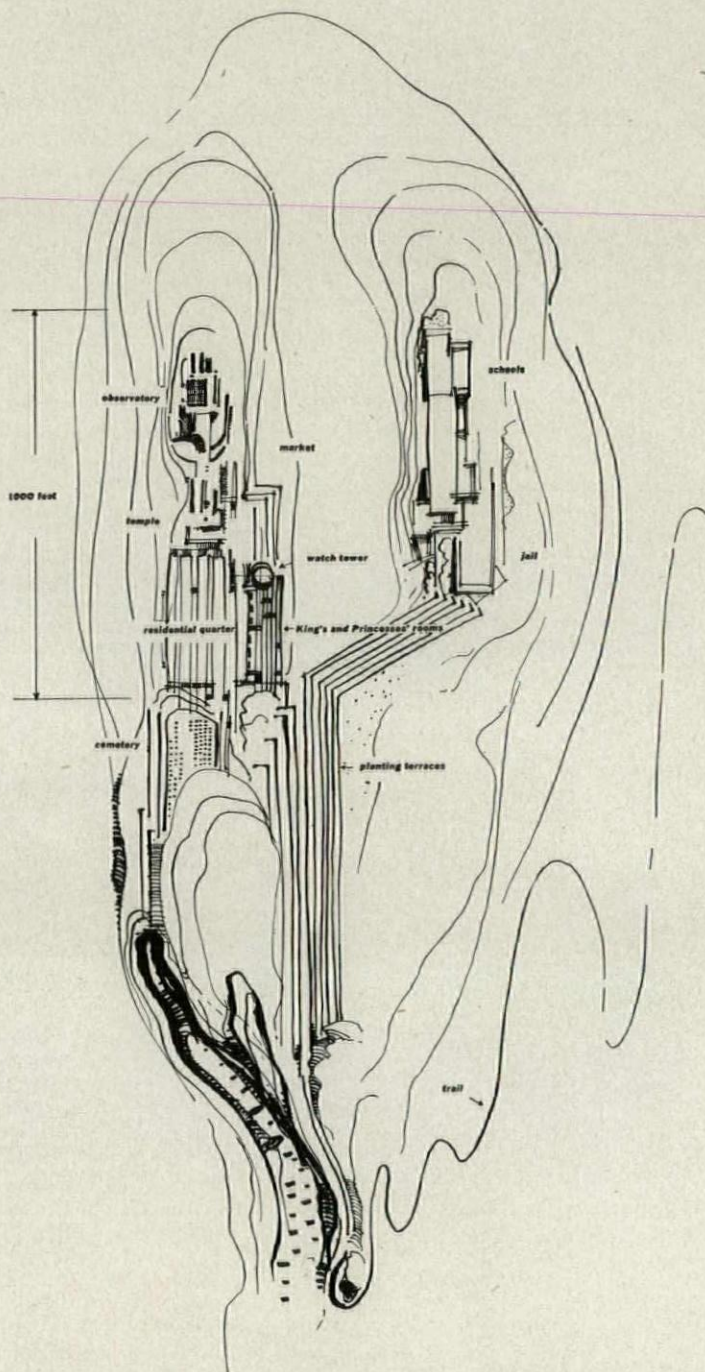 schools
observatory
market
1000 feet
temple
jail
watch tower
residential quarter
King's and Princesses' rooms
cemetery
planting terraces
trail